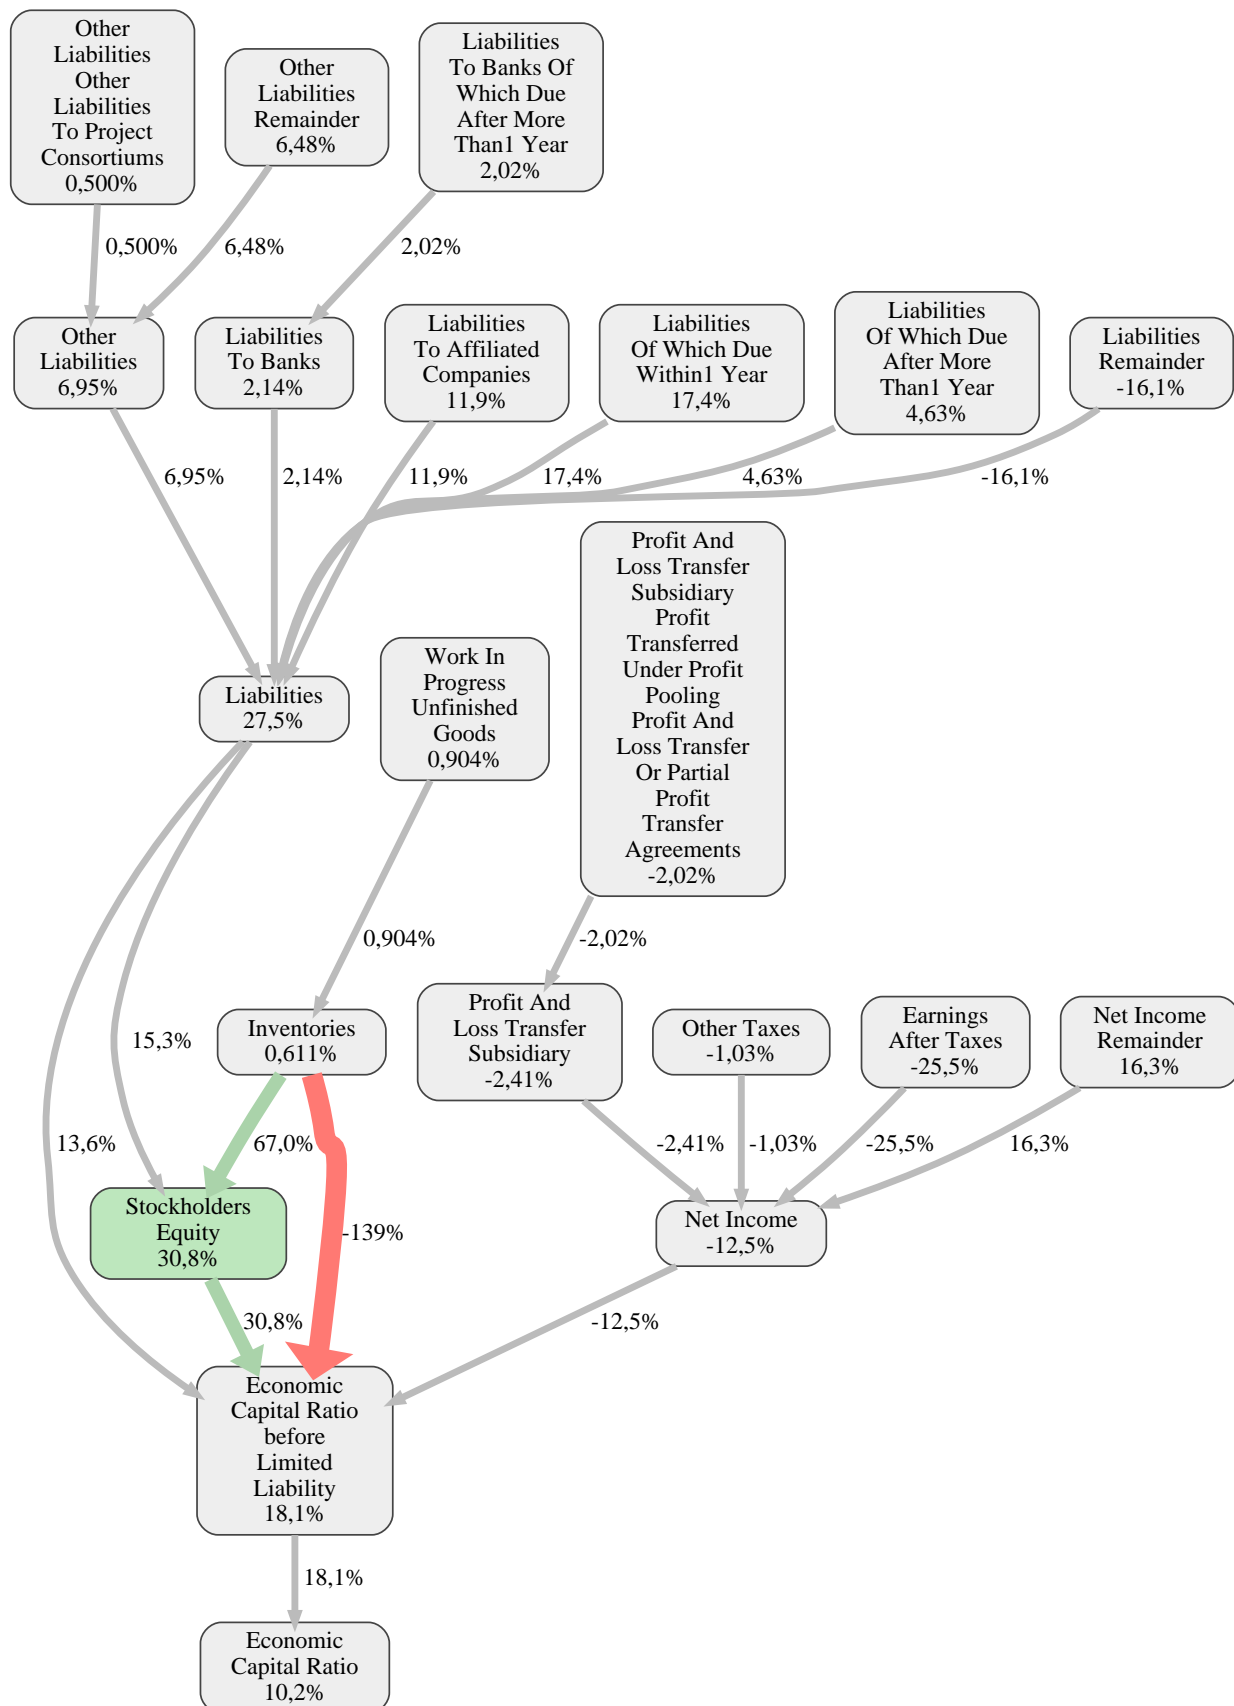 Other
Liabilities
Other
Liabilities
To Project
Consortiums
0,500%
Other
Liabilities
Remainder
6,48%
Liabilities
To Banks Of
Which Due
After More
Than1 Year
2,02%
0,500%
6,48%
2,02%
Other
Liabilities
6,95%
Liabilities
To Banks
2,14%
Liabilities
To Affiliated
Companies
11,9%
Liabilities
Of Which Due
Within1 Year
17,4%
Liabilities
Of Which Due
After More
Than1 Year
4,63%
Liabilities
Remainder
-16,1%
6,95%
2,14%
11,9%
17,4%
4,63%
-16,1%
Profit And
Loss Transfer
Subsidiary
Profit
Transferred
Under Profit
Pooling
Profit And
Loss Transfer
Or Partial
Profit
Transfer
Agreements
-2,02%
Work In
Progress
Unfinished
Goods
0,904%
Liabilities
27,5%
0,904%
-2,02%
15,3%
Inventories
0,611%
Profit And
Loss Transfer
Subsidiary
-2,41%
Other Taxes
-1,03%
Earnings
After Taxes
-25,5%
Net Income
Remainder
16,3%
13,6%
67,0%
-139%
-2,41%
-1,03%
-25,5%
16,3%
Stockholders
Equity
30,8%
Net Income
-12,5%
30,8%
-12,5%
Economic
Capital Ratio
before
Limited
Liability
18,1%
18,1%
Economic
Capital Ratio
10,2%